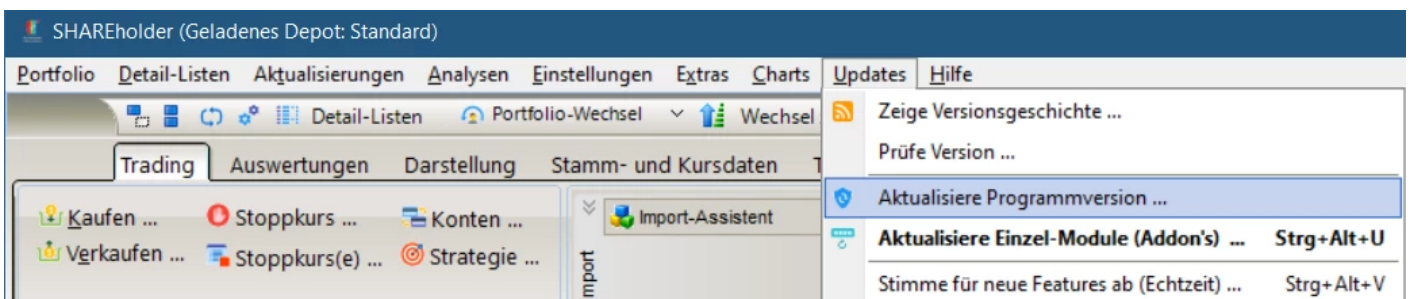 SHAREholder (Geladenes Depot: Standard)
Portfolio Detail-Listen Aktualisierungen Analysen Einstellungen Extras Charts Updates Hilfe
Detail-Listen Portfolio-Wechsel Wechsel
Trading Auswertungen Darstellung Stamm- und Kursdaten
Kaufen ... Stoppkurs ... Konten ... Import-Assistent
Verkaufen ... Stoppkurs(e) ... Strategie ...
Zeige Versionsgeschichte ...
Prüfe Version ...
Aktualisiere Programmversion ...
Aktualisiere Einzel-Module (Addon's) ... Strg+Alt+U
Stimme für neue Features ab (Echtzeit) ... Strg+Alt+V